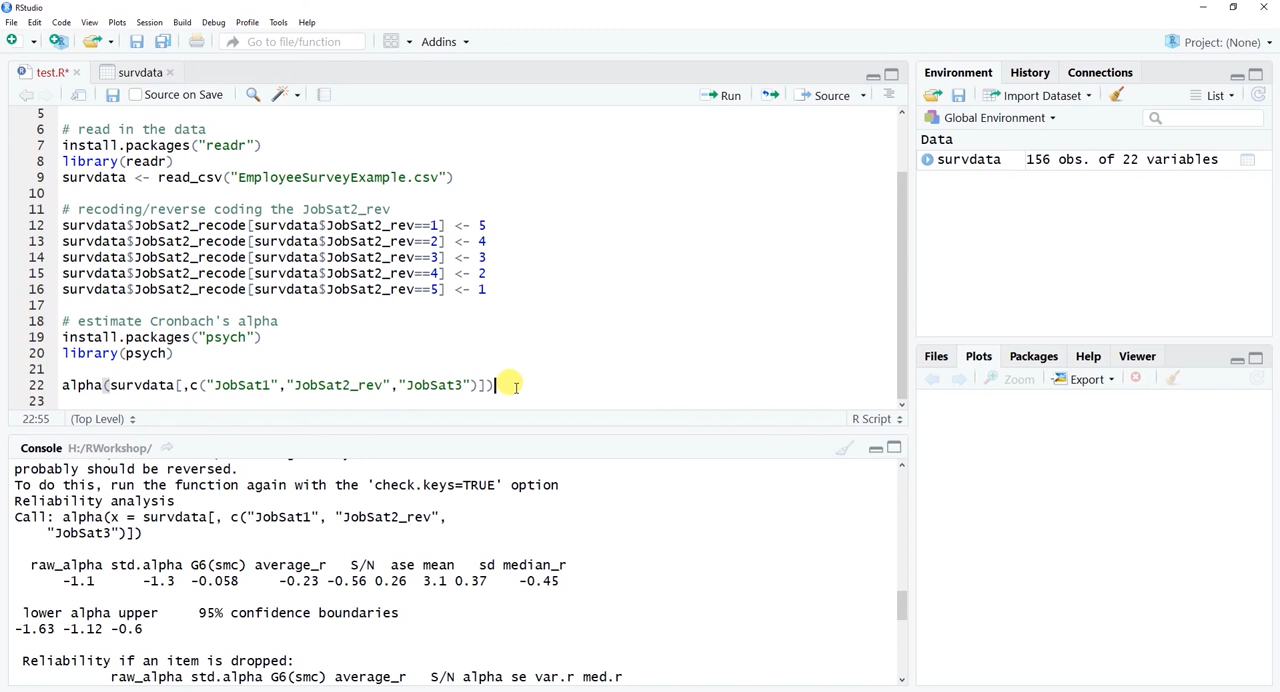 RStudio
File Edit Code View Plots Session Build Debug Profile Tools Help
Go to file/function Addins Project: (None)
test.R* survdata
Source on Save Run Source
5
6 # read in the data
7 install.packages("readr")
8 library(readr)
9 survdata <- read_csv("EmployeeSurveyExample.csv")
10
11 # recoding/reverse coding the JobSat2_rev
12 survdata$JobSat2_recode[survdata$JobSat2_rev==1] <- 5
13 survdata$JobSat2_recode[survdata$JobSat2_rev==2] <- 4
14 survdata$JobSat2_recode[survdata$JobSat2_rev==3] <- 3
15 survdata$JobSat2_recode[survdata$JobSat2_rev==4] <- 2
16 survdata$JobSat2_recode[survdata$JobSat2_rev==5] <- 1
17
18 # estimate Cronbach's alpha
19 install.packages("psych")
20 library(psych)
21
22 alpha(survdata[,c("JobSat1","JobSat2_rev","JobSat3")])
23
22:55 (Top Level) R Script
Console H:/RWorkshop/
probably should be reversed.
To do this, run the function again with the 'check.keys=TRUE' option
Reliability analysis
Call: alpha(x = survdata[, c("JobSat1", "JobSat2_rev",
"JobSat3")])
raw_alpha std.alpha G6(smc) average_r S/N ase mean sd median_r
-1.1 -1.3 -0.058 -0.23 -0.56 0.26 3.1 0.37 -0.45
lower alpha upper 95% confidence boundaries
-1.63 -1.12 -0.6
Reliability if an item is dropped:
raw_alpha std.alpha G6(smc) average_r S/N alpha se var.r med.r
Environment History Connections
Import Dataset List
Global Environment
Data
survdata 156 obs. of 22 variables
Files Plots Packages Help Viewer
Zoom Export